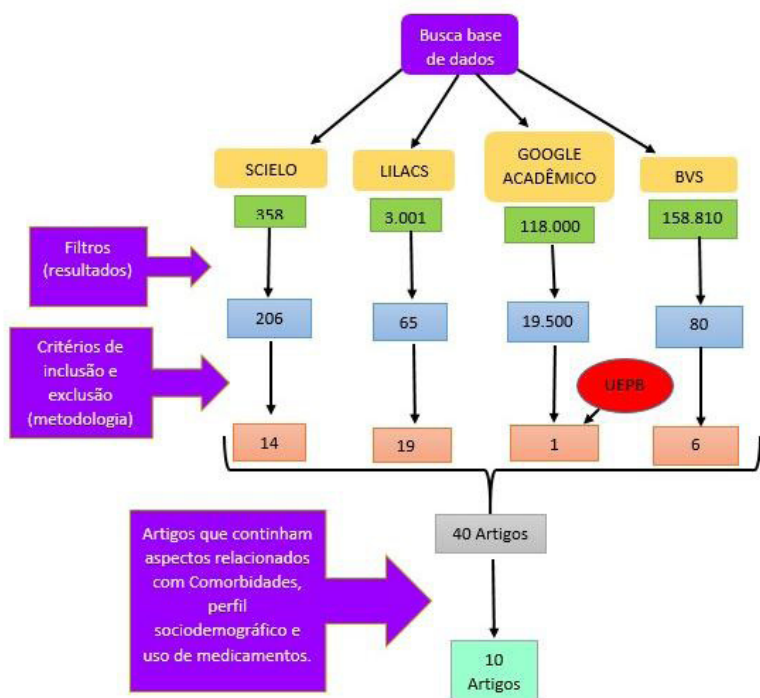 Busca base
de dados
SCIELO
LILACS
GOOGLE
ACADÊMICO
BVS
358
3.001
118.000
158.810
Filtros
(resultados)
206
65
19.500
80
Critérios de
inclusão e
exclusão
(metodologia)
UEPB
14
19
1
6
40 Artigos
Artigos que continham
aspectos relacionados
com Comorbidades,
perfil
sociodemográfico e
uso de medicamentos.
10
Artigos